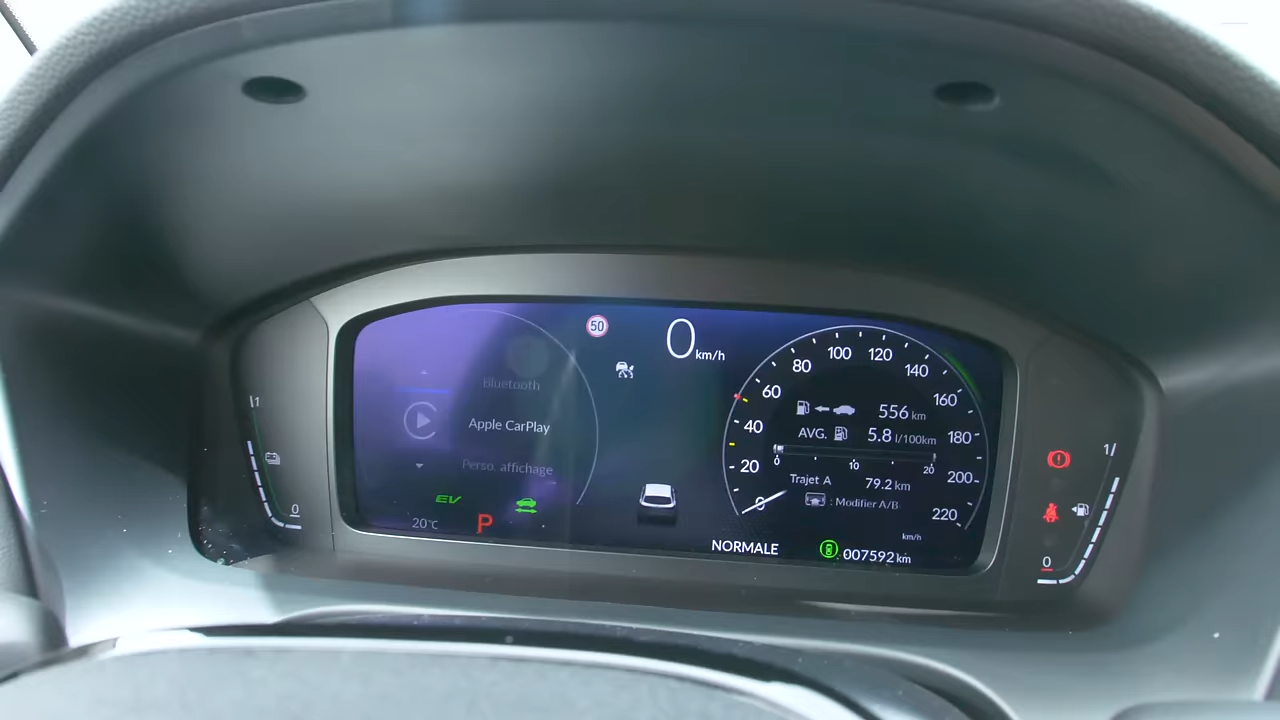 50
0 km/h
Bluetooth
Apple CarPlay
Perso. affichage
EV
20°C
P
0 20 40 60 80 100 120 140 160 180 200 220
556 km
AVG. 5.8 l/100km
0 10 20
Trajet A 79.2 km
: Modifier A/B
km/h
NORMALE
007592 km
1
0
1/
0